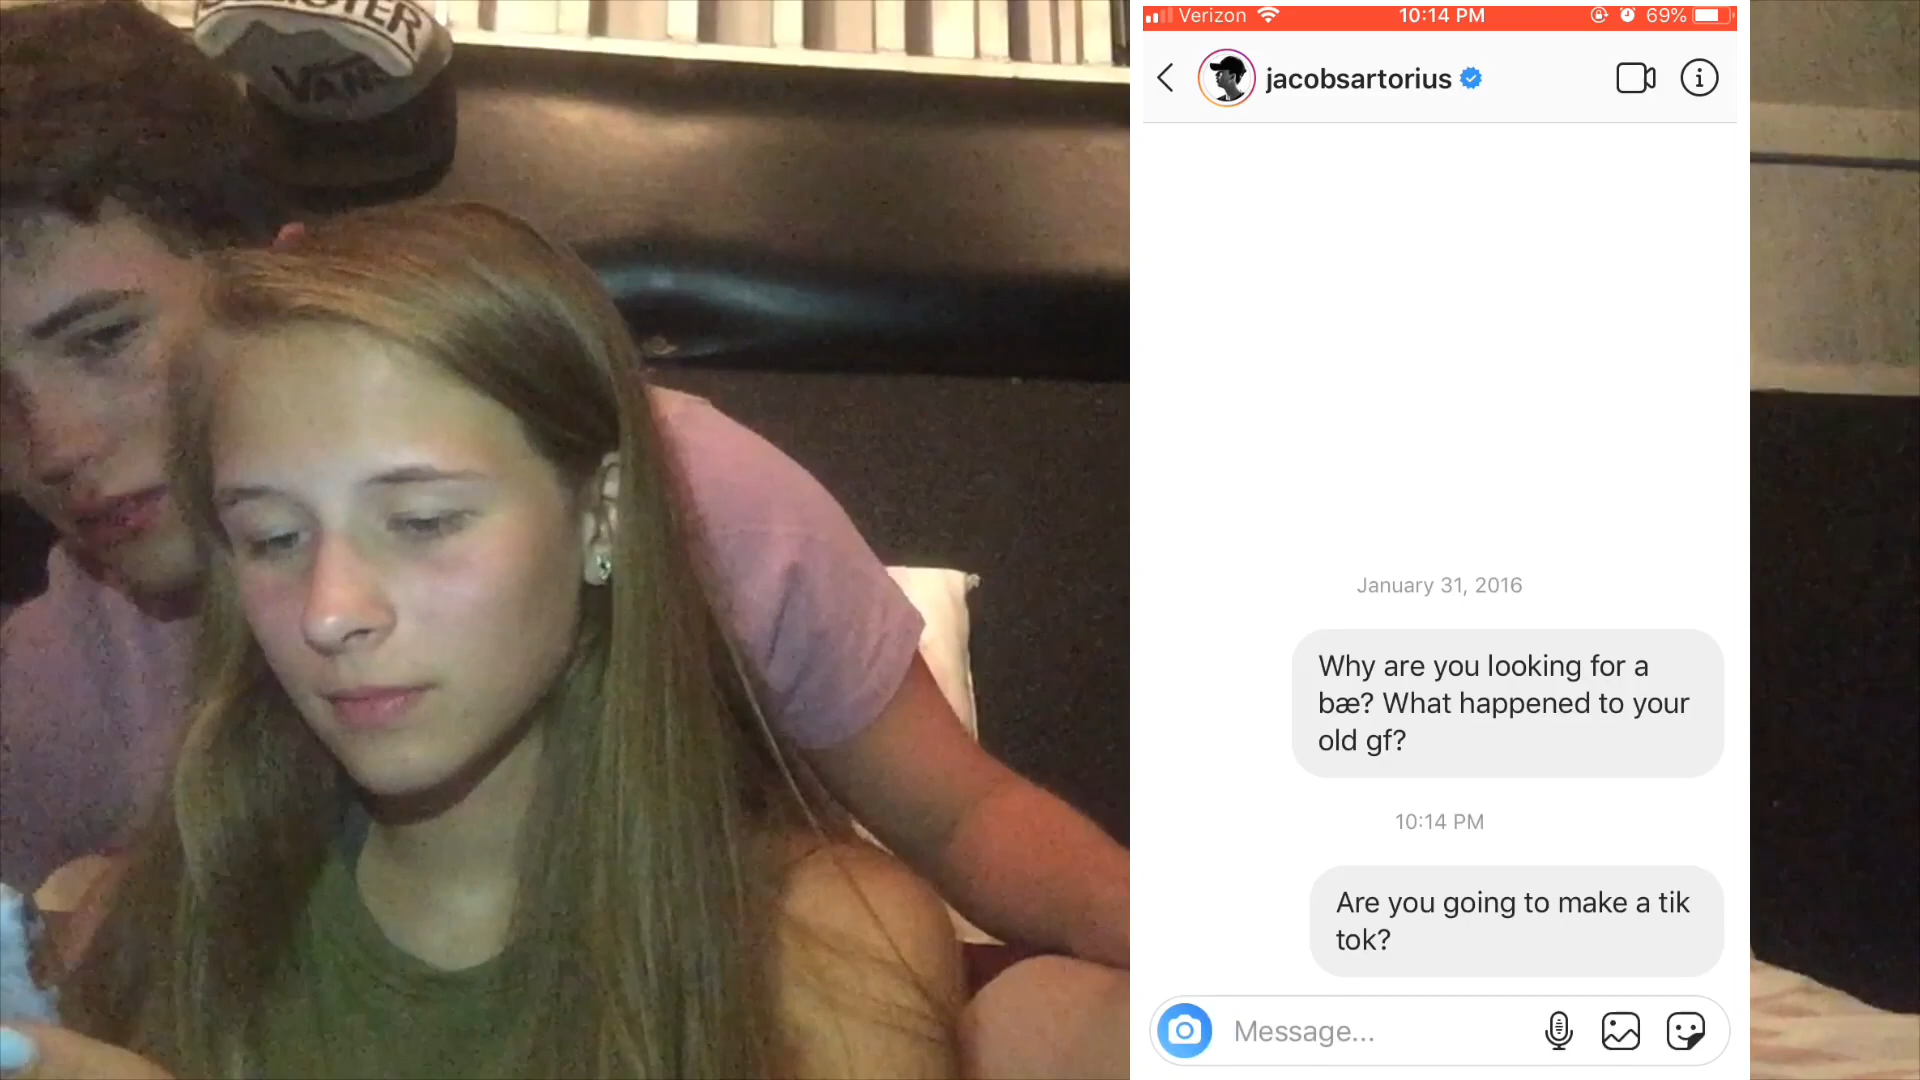 VANS
Verizon 10:14 PM 69%
jacobsartorius
January 31, 2016
Why are you looking for a
bæ? What happened to your
old gf?
10:14 PM
Are you going to make a tik
tok?
Message...